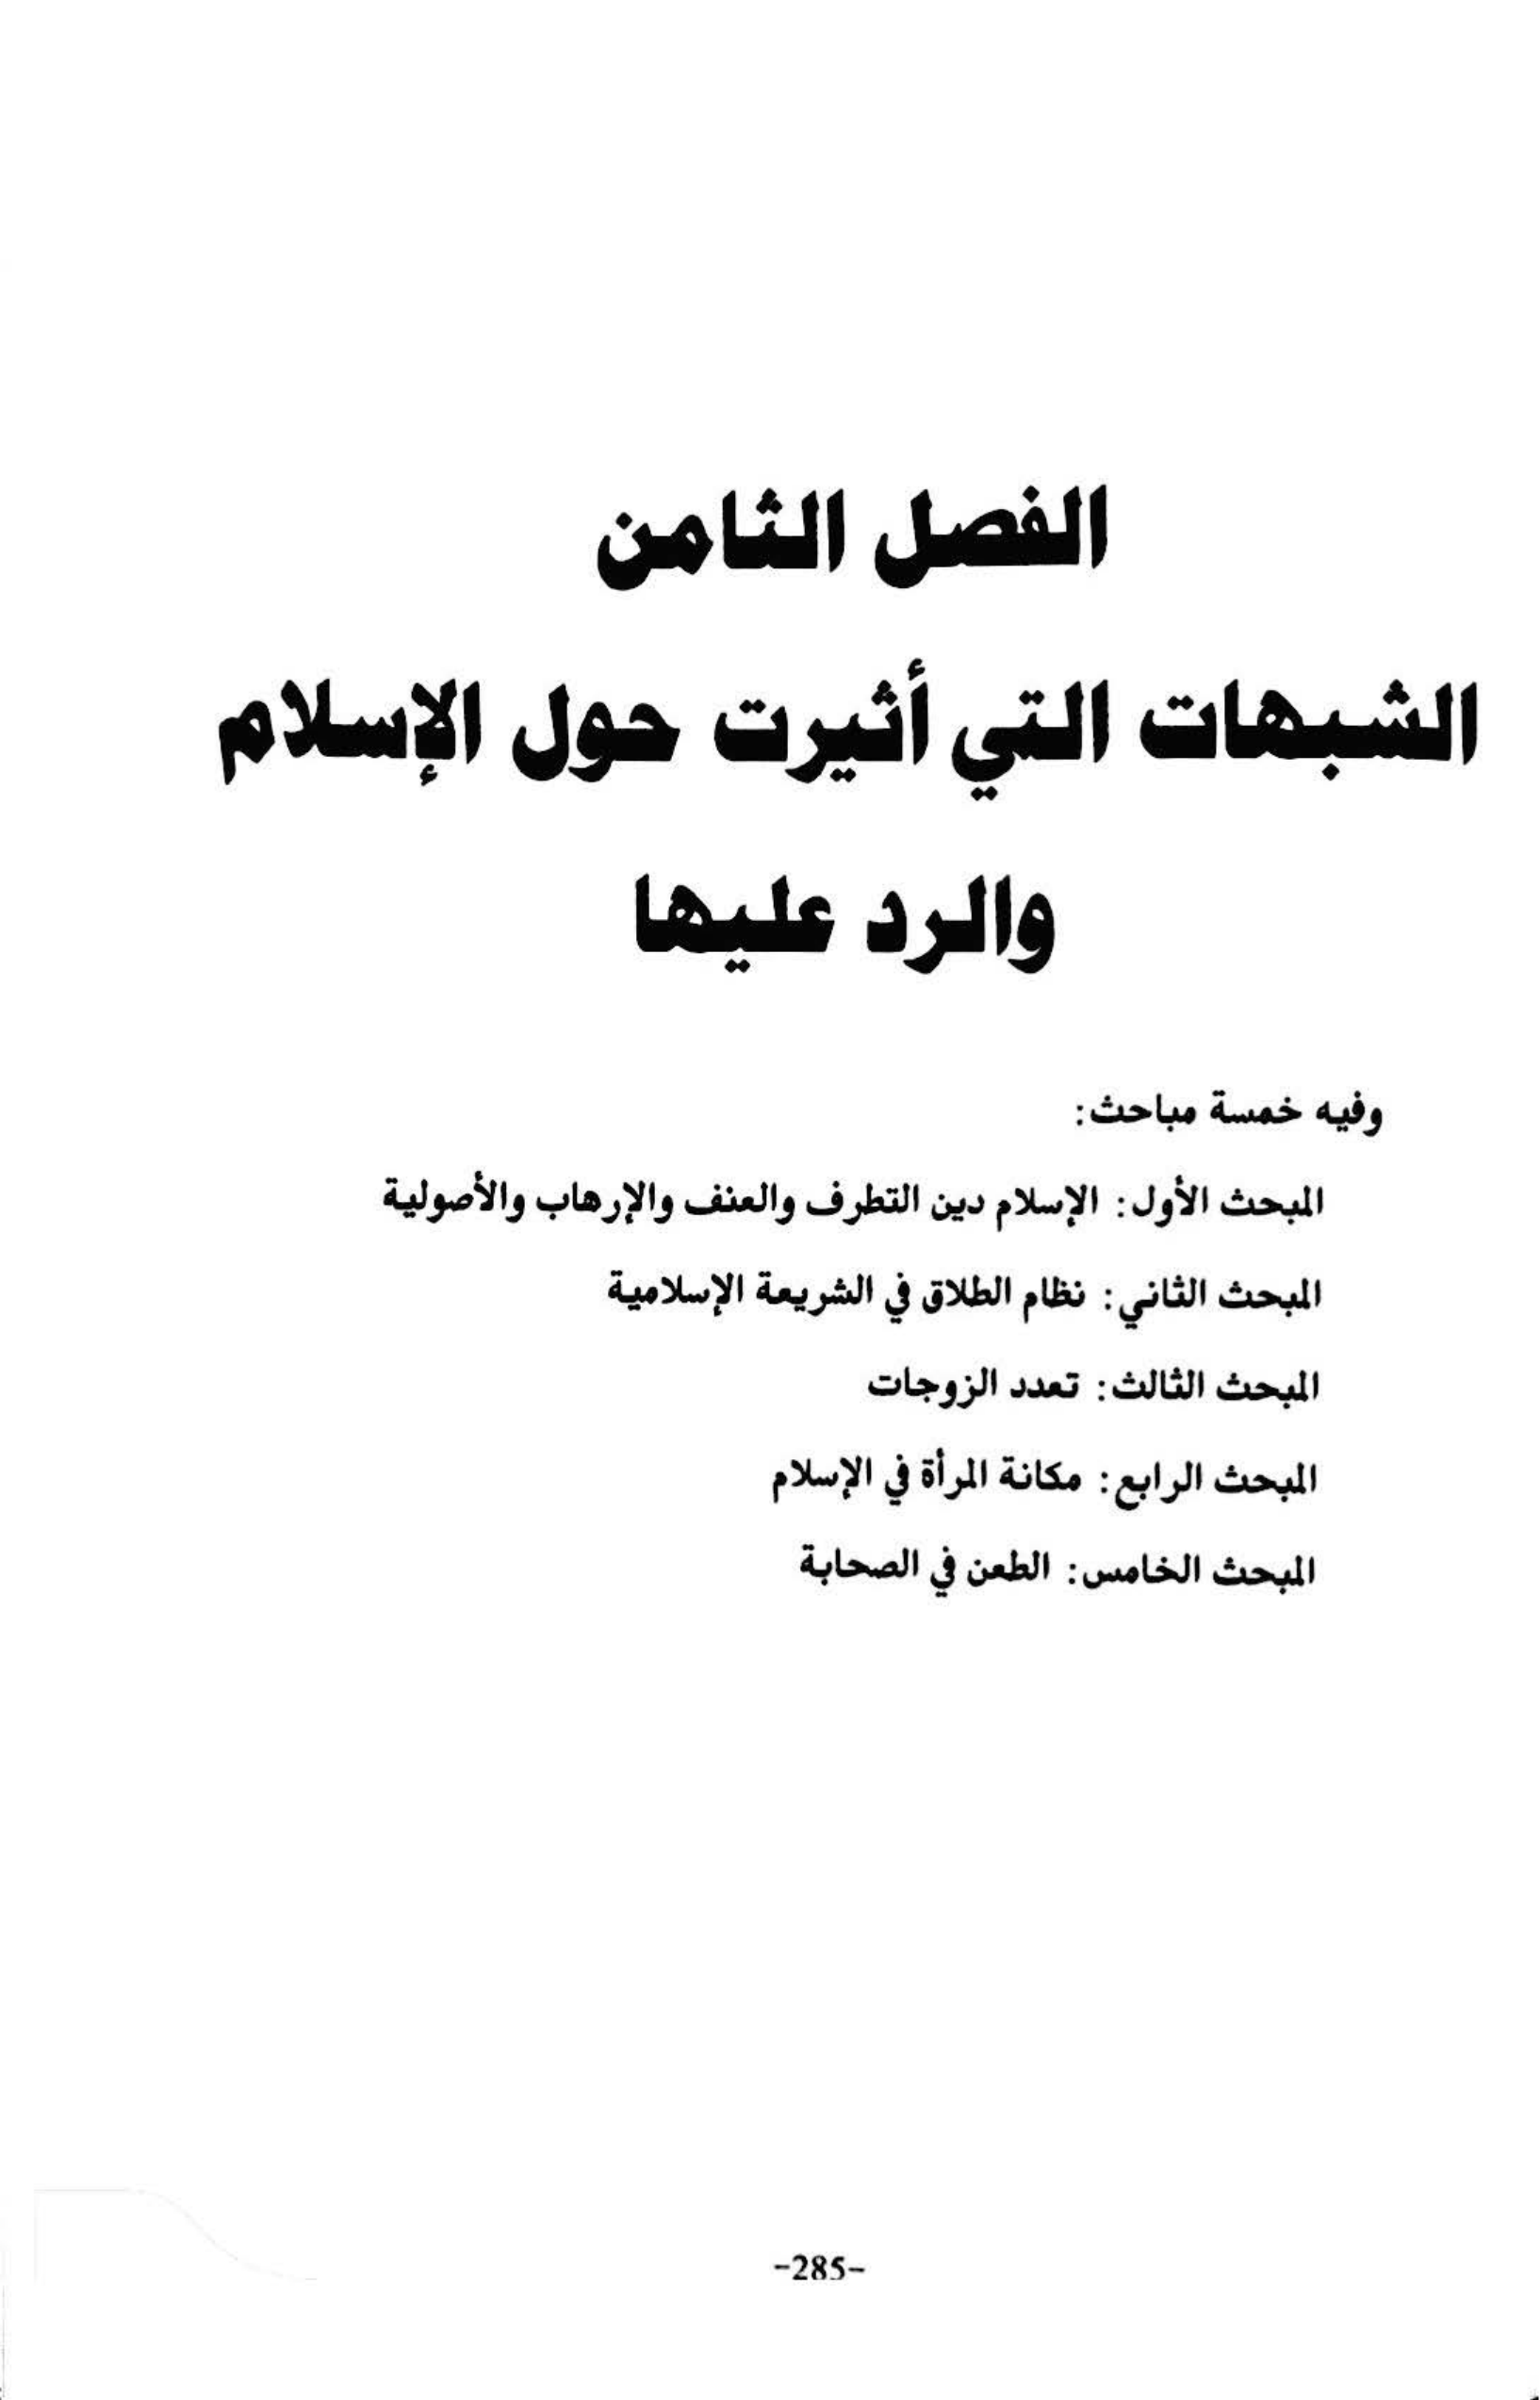 الفصل الثامن
الشبهات التي أثيرت حول الإسلام
والرد عليها
وفيه خمسة مباحث:
المبحث الأول: الإسلام دين التطرف والعنف والإرهاب والأصولية
المبحث الثاني: نظام الطلاق في الشريعة الإسلامية
المبحث الثالث: تعدد الزوجات
المبحث الرابع: مكانة المرأة في الإسلام
المبحث الخامس: الطعن في الصحابة
-285-